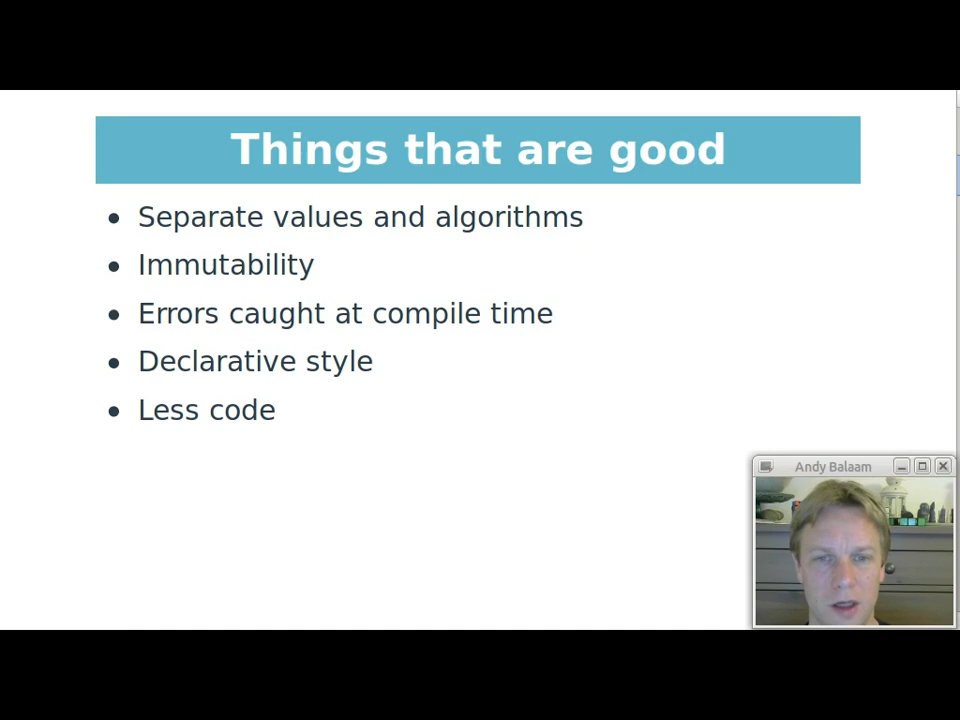 Things that are good
Separate values and algorithms
Immutability
Errors caught at compile time
Declarative style
Less code
Andy Balaam